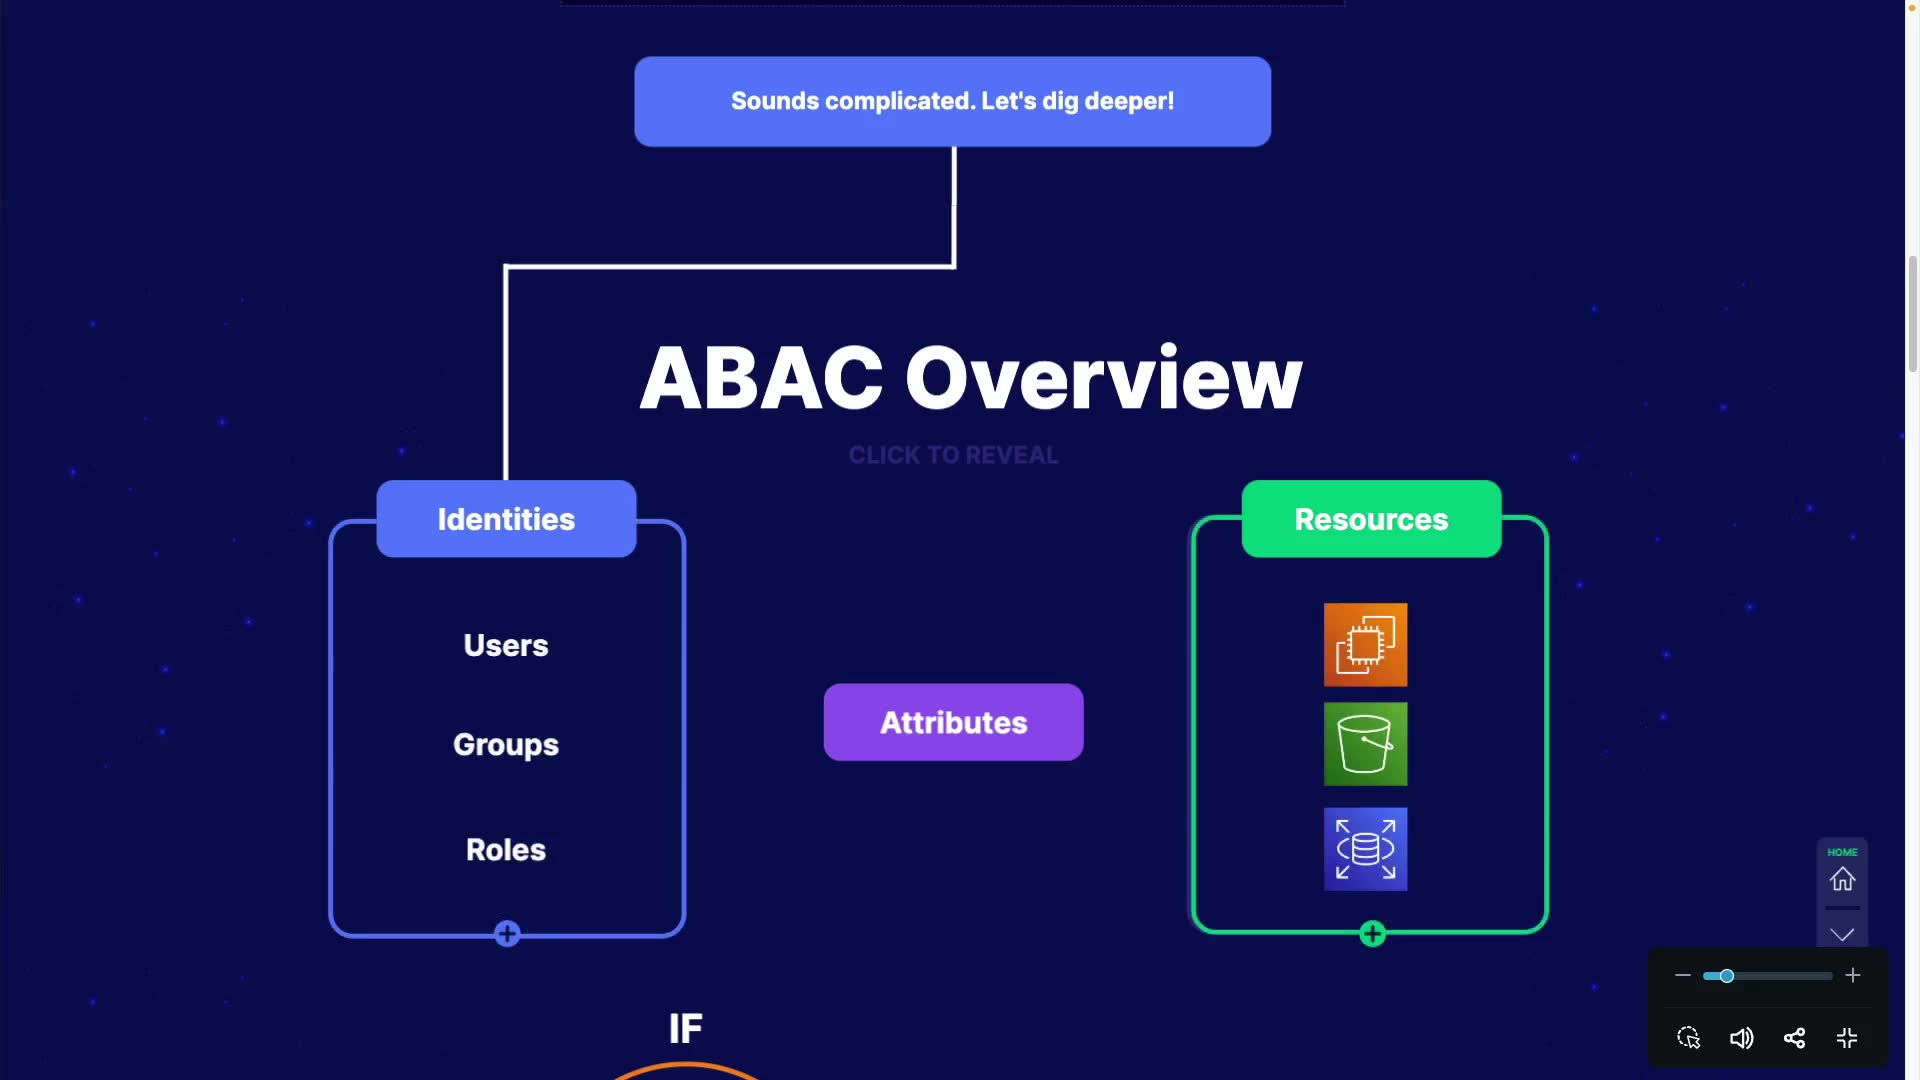 Sounds complicated. Let's dig deeper!
ABAC Overview
CLICK TO REVEAL
Identities
Resources
Users
Groups
Roles
Attributes
HOME
IF